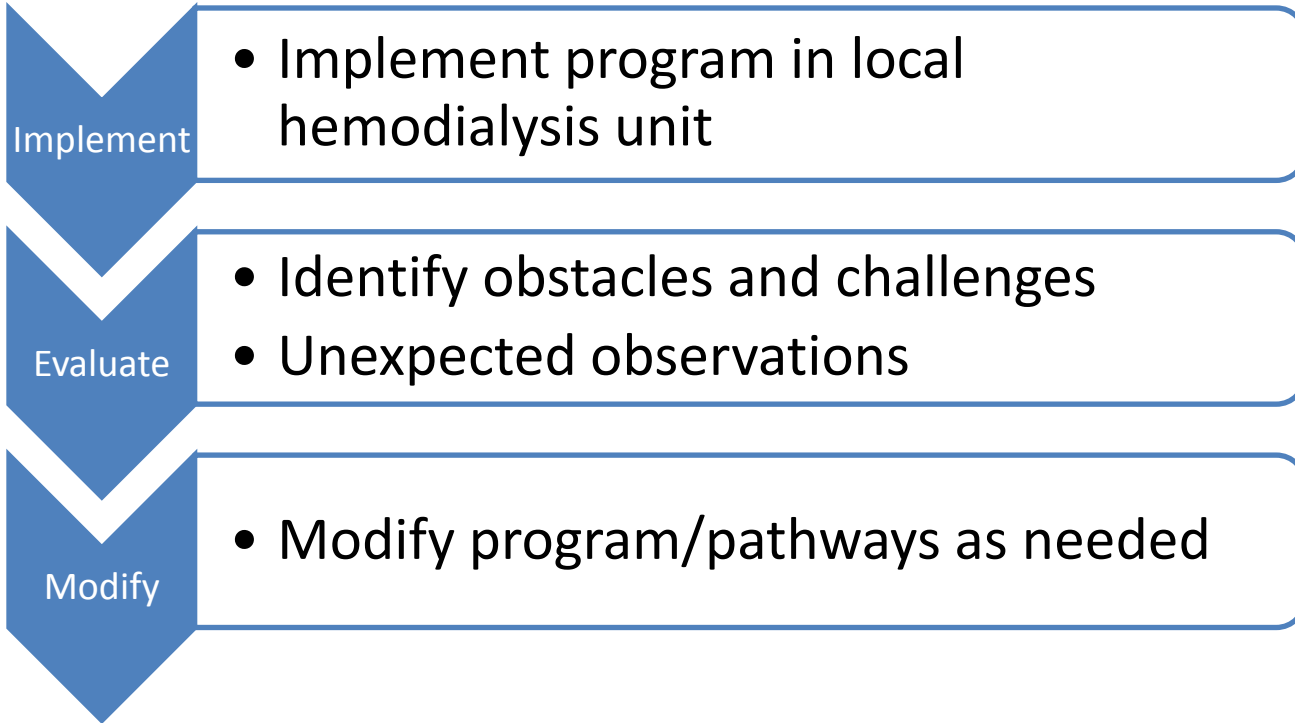 Implement
• Implement program in local
hemodialysis unit
Evaluate
• Identify obstacles and challenges
• Unexpected observations
Modify
• Modify program/pathways as needed